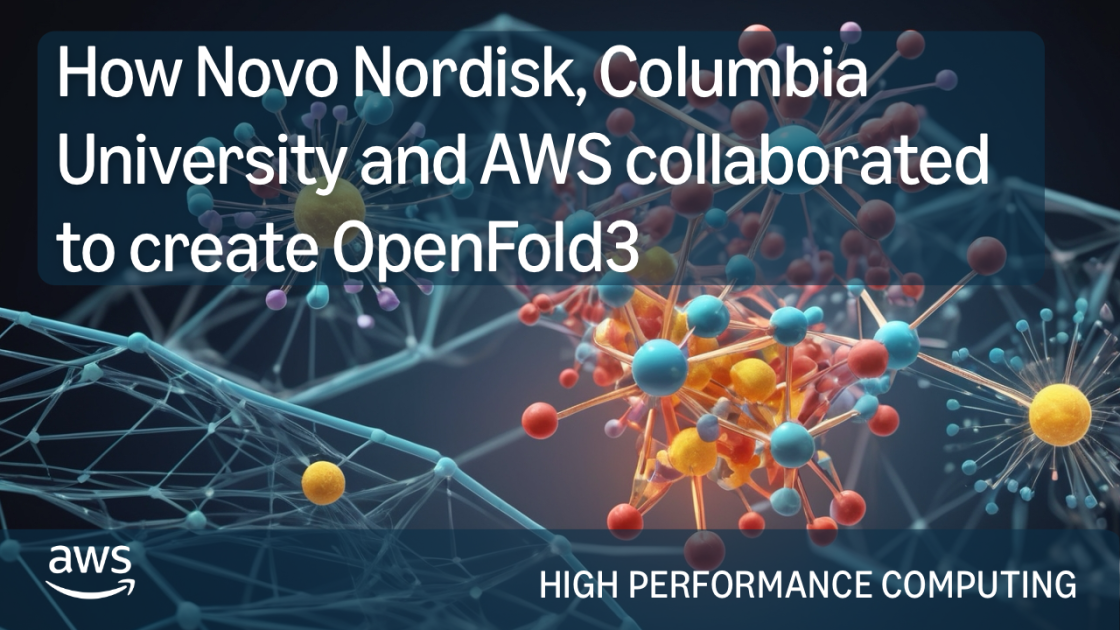 How Novo Nordisk, Columbia
University and AWS collaborated
to create OpenFold3
aws
HIGH PERFORMANCE COMPUTING